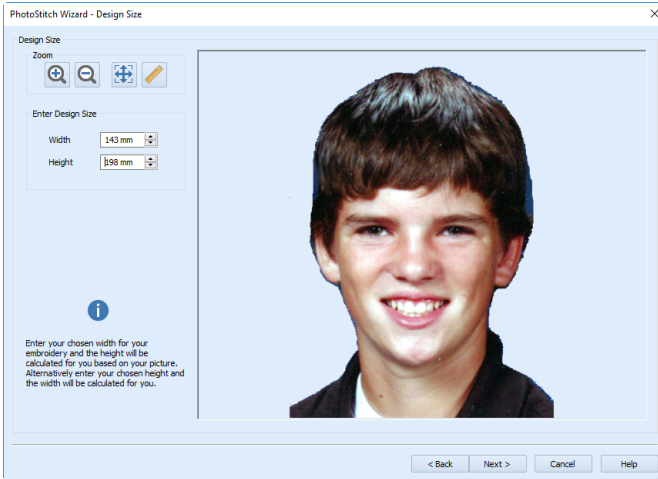 PhotoStitch Wizard - Design Size
Design Size
Zoom
Enter Design Size
Width 143 mm
Height 198 mm
Enter your chosen width for your
embroidery and the height will be
calculated for you based on your picture.
Alternatively enter your chosen height and
the width will be calculated for you.
< Back Next > Cancel Help